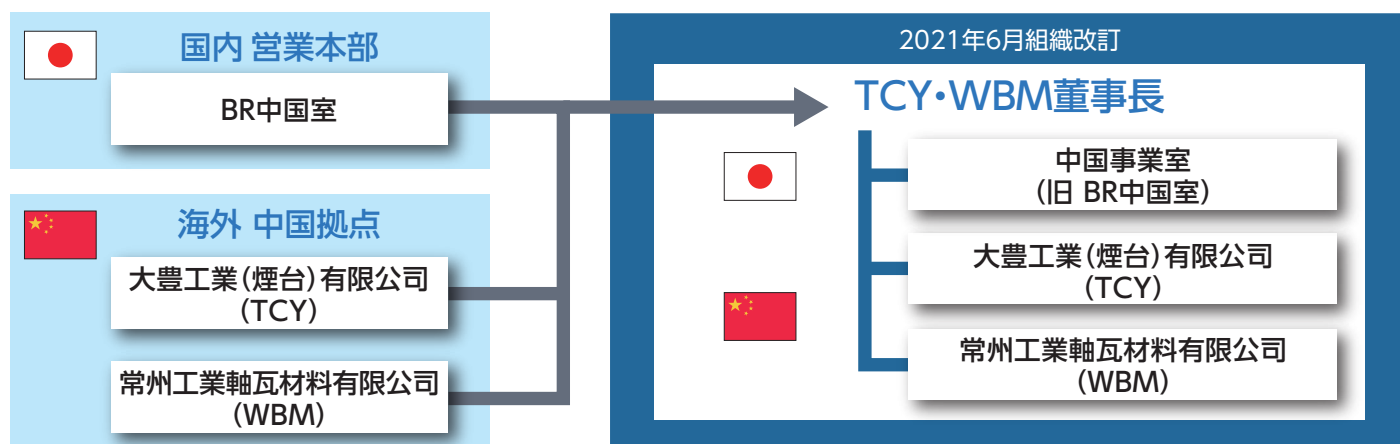 国内 営業本部
BR中国室
海外 中国拠点
大豊工業(煙台)有限公司
(TCY)
常州工業軸瓦材料有限公司
(WBM)
2021年6月組織改訂
TCY・WBM董事長
中国事業室
(旧 BR中国室)
大豊工業(煙台)有限公司
(TCY)
常州工業軸瓦材料有限公司
(WBM)